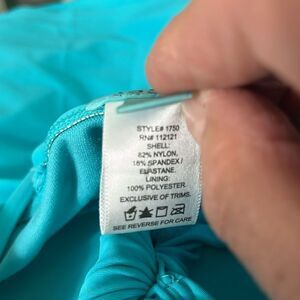 STYLE# 1750
RN# 112121
SHELL:
82% NYLON,
18% SPANDEX/
ELASTANE.
LINING:
100% POLYESTER
EXCLUSIVE OF TRIMS.
SEE REVERSE FOR CARE